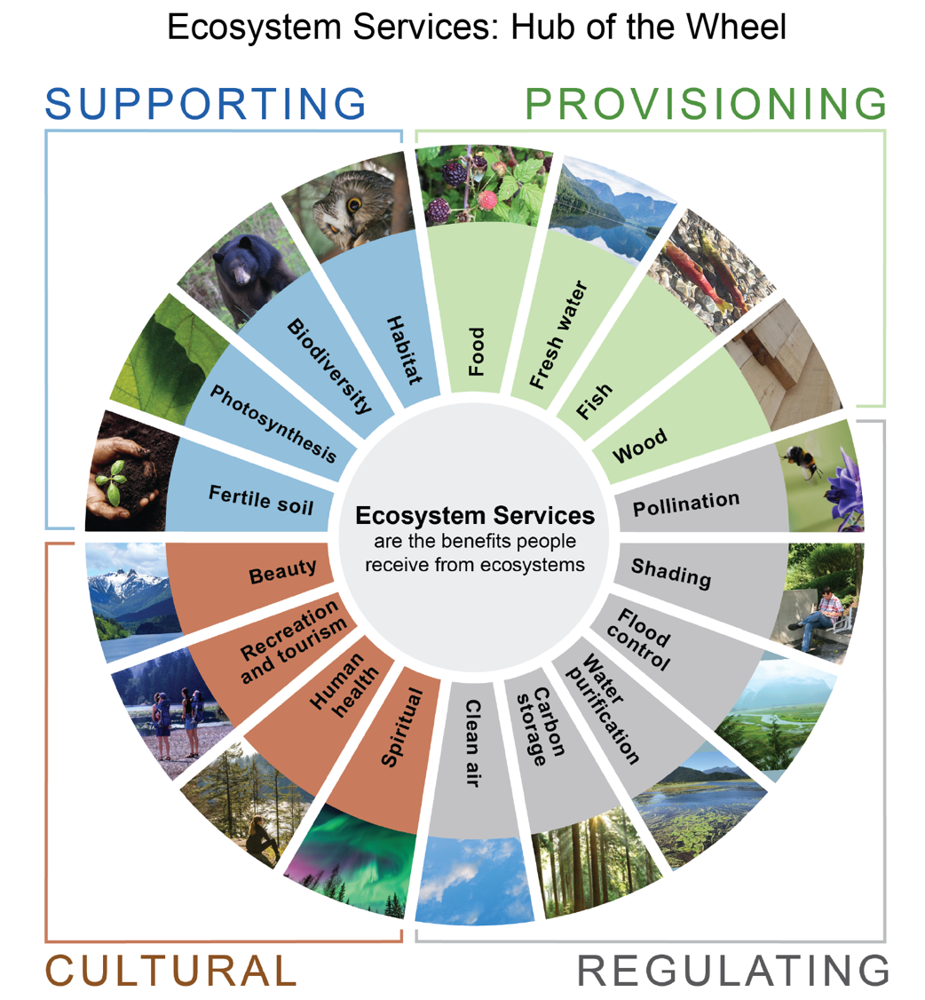 Ecosystem Services: Hub of the Wheel
SUPPORTING
PROVISIONING
Habitat
Biodiversity
Photosynthesis
Fertile soil
Food
Fresh water
Fish
Wood
Ecosystem Services
are the benefits people
receive from ecosystems
Pollination
Shading
Flood
control
Water
purification
Carbon
storage
Clean air
Beauty
Recreation
and tourism
Human
health
Spiritual
CULTURAL
REGULATING